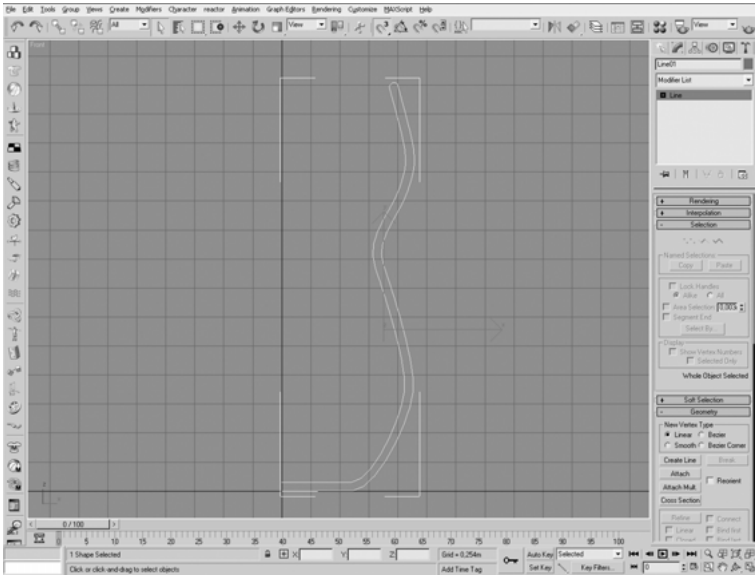 File Edit Tools Group Views Create Modifiers Character reactor Animation Graph Editors Rendering Customize MAXScript Help
All View View
Front
Line01
Modifier List
Line
+ Rendering
+ Interpolation
- Selection
Named Selections:
Copy Paste
Lock Handles
Alike All
Area Selection:
Segment End
Select By...
Display
Show Vertex Numbers
Selected Only
Whole Object Selected
+ Soft Selection
- Geometry
New Vertex Type
Linear Bezier
Smooth Bezier Corner
Create Line Break
Attach
Reorient
Attach Mult.
Cross Section
Refine Connect
Linear Bind first
Closed Bind last
0 / 100
0 5 10 15 20 25 30 35 40 45 50 55 60 65 70 75 80 85 90 95 100
1 Shape Selected X: Y: Z: Grid = 0,254m Auto Key Selected
Click or click-and-drag to select objects Add Time Tag Set Key Key Filters... 0